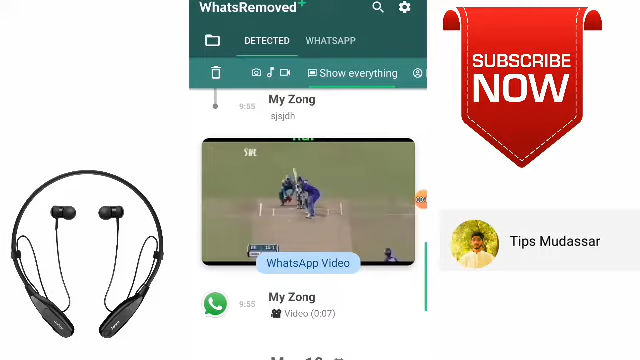 WhatsRemoved+
DETECTED
WHATSAPP
Show everything
My Zong
9:55
sjsjdh
WhatsApp Video
My Zong
9:55
Video (0:07)
SUBSCRIBE
NOW
Tips Mudassar